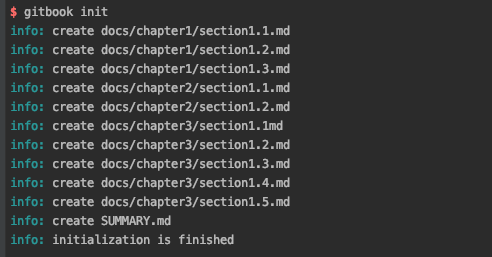 $ gitbook init
info: create docs/chapter1/section1.1.md
info: create docs/chapter1/section1.2.md
info: create docs/chapter1/section1.3.md
info: create docs/chapter2/section1.1.md
info: create docs/chapter2/section1.2.md
info: create docs/chapter3/section1.1md
info: create docs/chapter3/section1.2.md
info: create docs/chapter3/section1.3.md
info: create docs/chapter3/section1.4.md
info: create docs/chapter3/section1.5.md
info: create SUMMARY.md
info: initialization is finished